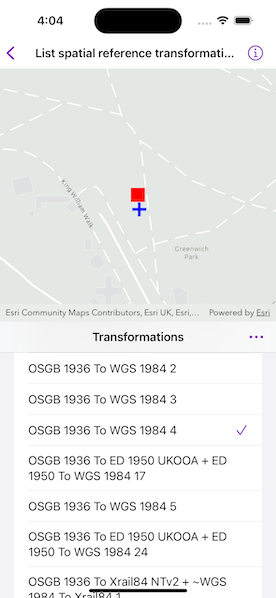 4:04
List spatial reference transformati...
King William Walk
Greenwich
Park
Esri Community Maps Contributors, Esri UK, Esri,...
Powered by Esri
Transformations
OSGB 1936 To WGS 1984 2
OSGB 1936 To WGS 1984 3
OSGB 1936 To WGS 1984 4
OSGB 1936 To ED 1950 UKOOA + ED
1950 To WGS 1984 17
OSGB 1936 To WGS 1984 5
OSGB 1936 To ED 1950 UKOOA + ED
1950 To WGS 1984 24
OSGB 1936 To Xrail84 NTv2 + ~WGS
1984 To Xrail84 1